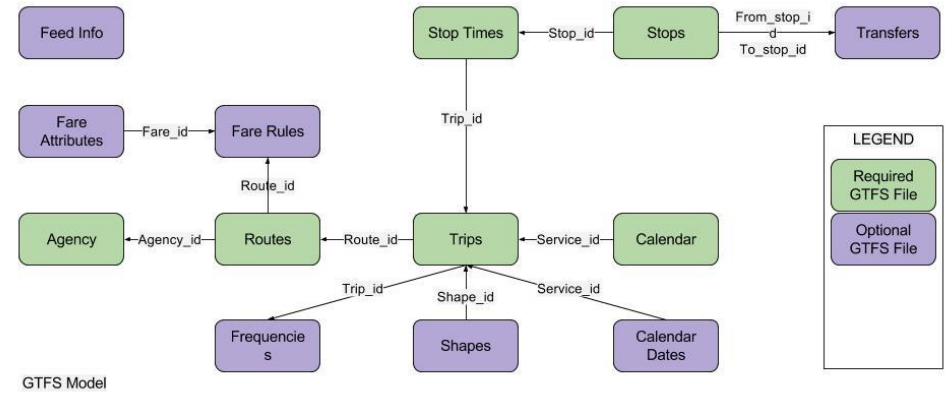 Feed Info
Stop Times
Stop_id
Stops
From_stop_i
d
To_stop_id
Transfers
Fare
Attributes
Fare_id
Fare Rules
Trip_id
LEGEND
Required
GTFS File
Optional
GTFS File
Route_id
Agency
Agency_id
Routes
Route_id
Trips
Service_id
Calendar
Trip_id
Shape_id
Service_id
Frequencie
s
Shapes
Calendar
Dates
GTFS Model